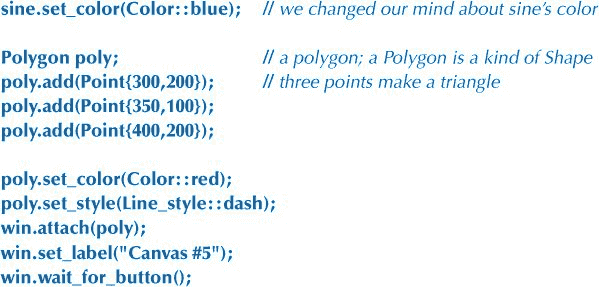 sine.set_color(Color::blue); // we changed our mind about sine’s color
Polygon poly; // a polygon; a Polygon is a kind of Shape
poly.add(Point{300,200}); // three points make a triangle
poly.add(Point{350,100});
poly.add(Point{400,200});
poly.set_color(Color::red);
poly.set_style(Line_style::dash);
win.attach(poly);
win.set_label("Canvas #5");
win.wait_for_button();